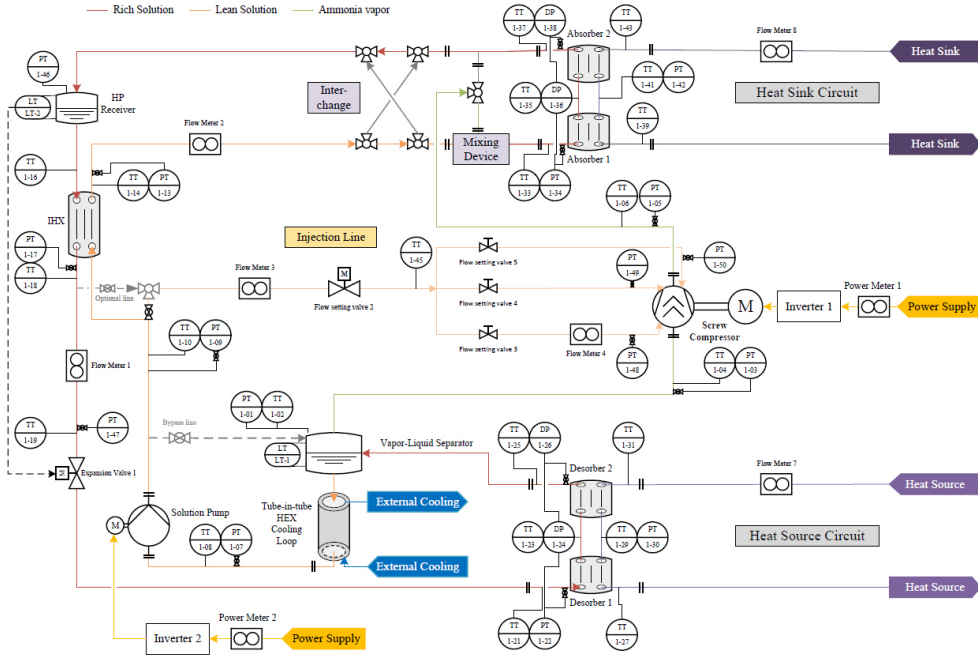 Rich Solution
Lean Solution
Ammonia vapor
TT
1-37
DP
1-38
TT
1-43
Absorber 2
Flow Meter 8
Heat Sink
PT
1-46
LT
LT-2
HP
Receiver
Inter-
change
TT
1-35
DP
1-36
TT
1-41
PT
1-42
Heat Sink Circuit
Flow Meter 2
TT
1-39
Mixing
Device
Absorber 1
Heat Sink
TT
1-16
TT
1-14
PT
1-13
TT
1-33
PT
1-34
TT
1-06
PT
1-05
IHX
Injection Line
PT
1-17
TT
1-18
TT
1-45
Flow setting valve 5
PT
1-50
Flow Meter 3
M
PT
1-49
Optional line
Flow setting valve 2
Flow setting valve 4
Power Meter 1
M
Inverter 1
Power Supply
Screw
Compressor
TT
1-10
PT
1-09
Flow setting valve 3
Flow Meter 4
Flow Meter 1
PT
1-48
TT
1-04
PT
1-03
PT
1-01
TT
1-02
TT
1-19
PT
1-47
Bypass line
LT
LT-1
Vapor-Liquid Separator
TT
1-25
DP
1-26
TT
1-31
Expansion Valve 1
Desorber 2
Flow Meter 7
Heat Source
Tube-in-tube
HEX
Cooling
Loop
External Cooling
M
Solution Pump
TT
1-08
PT
1-07
TT
1-23
DP
1-24
TT
1-29
PT
1-30
Heat Source Circuit
External Cooling
Heat Source
Desorber 1
TT
1-21
PT
1-22
TT
1-27
Power Meter 2
Inverter 2
Power Supply